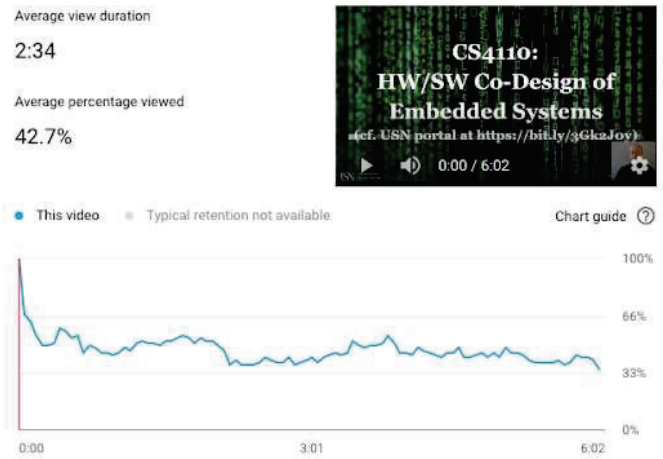 Average view duration
2:34
Average percentage viewed
42.7%
CS4110:
HW/SW Co-Design of
Embedded Systems
(cf. USN portal at https://bit.ly/3Gk2Jov)
0:00 / 6:02
USN
This video
Typical retention not available
Chart guide ?
100%
66%
33%
0%
0:00
3:01
6:02